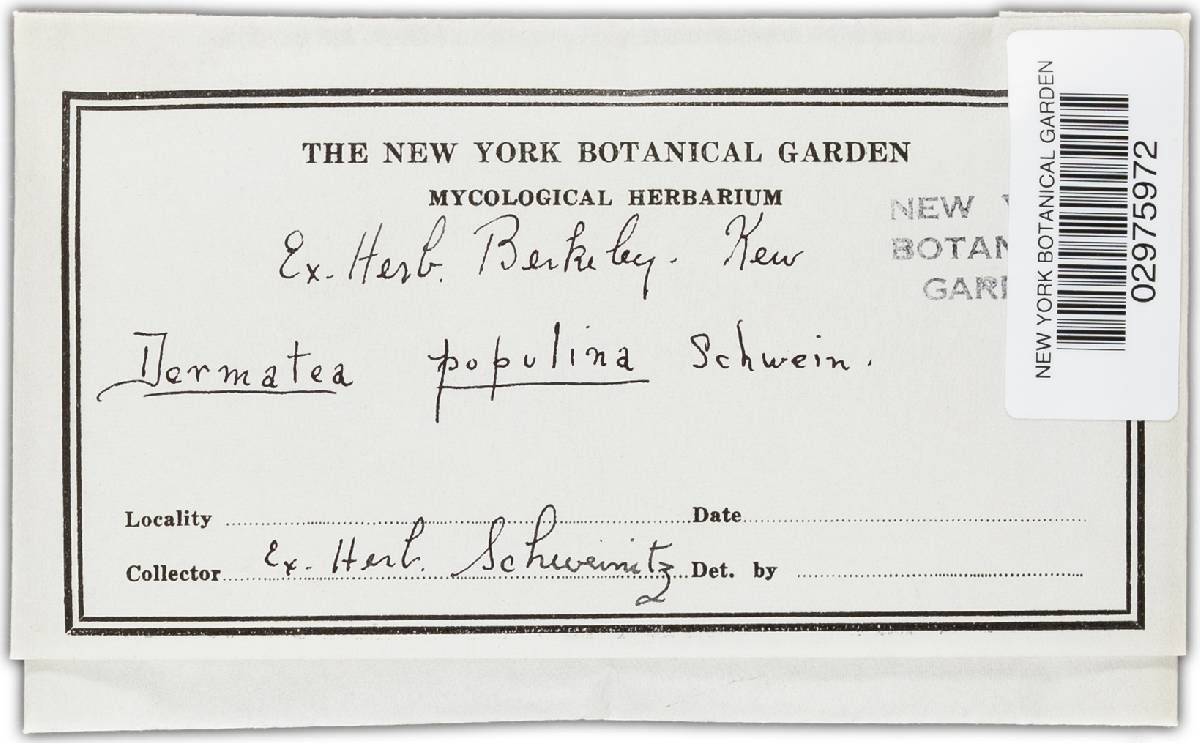 THE NEW YORK BOTANICAL GARDEN
MYCOLOGICAL HERBARIUM
Ex. Herb. Berkeley. Kew
Dermatea populina Schwein.
Locality Date
Collector Ex. Herb. Schweinitz Det. by
NEW
BOTAN
GAR
NEW YORK BOTANICAL GARDEN
02975972